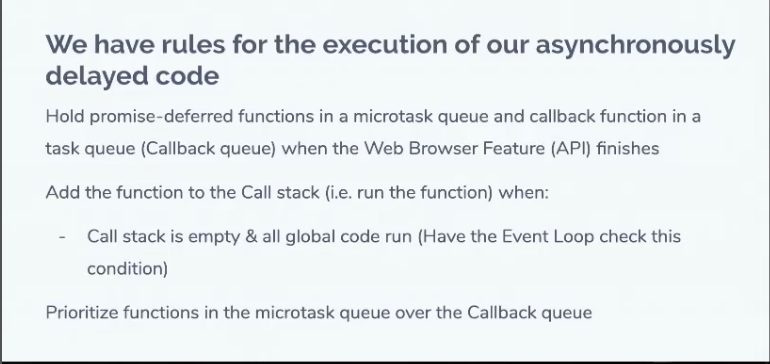 We have rules for the execution of our asynchronously
delayed code
Hold promise-deferred functions in a microtask queue and callback function in a
task queue (Callback queue) when the Web Browser Feature (API) finishes
Add the function to the Call stack (i.e. run the function) when:
- Call stack is empty & all global code run (Have the Event Loop check this
condition)
Prioritize functions in the microtask queue over the Callback queue